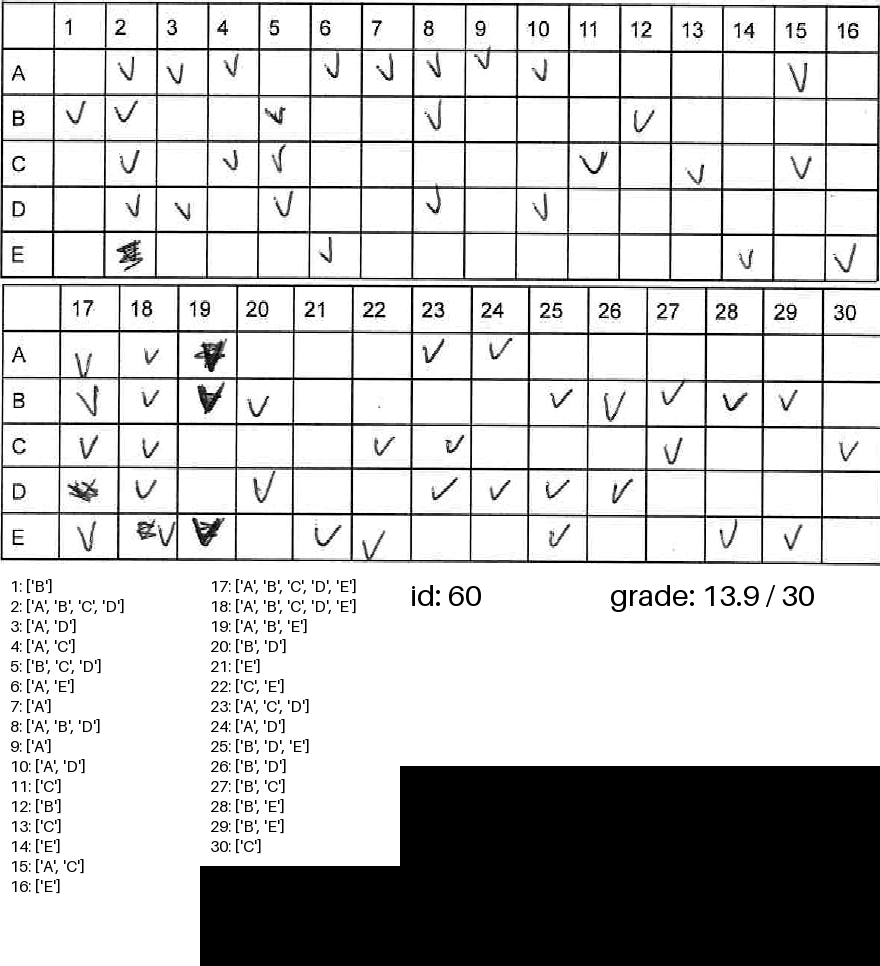 1 2 3 4 5 6 7 8 9 10 11 12 13 14 15 16
A
B
C
D
E
17 18 19 20 21 22 23 24 25 26 27 28 29 30
A
B
C
D
E
1: ['B']
2: ['A', 'B', 'C', 'D']
3: ['A', 'D']
4: ['A', 'C']
5: ['B', 'C', 'D']
6: ['A', 'E']
7: ['A']
8: ['A', 'B', 'D']
9: ['A']
10: ['A', 'D']
11: ['C']
12: ['B']
13: ['C']
14: ['E']
15: ['A', 'C']
16: ['E']
17: ['A', 'B', 'C', 'D', 'E']
18: ['A', 'B', 'C', 'D', 'E']
19: ['A', 'B', 'E']
20: ['B', 'D']
21: ['E']
22: ['C', 'E']
23: ['A', 'C', 'D']
24: ['A', 'D']
25: ['B', 'D', 'E']
26: ['B', 'D']
27: ['B', 'C']
28: ['B', 'E']
29: ['B', 'E']
30: ['C']
id: 60
grade: 13.9 / 30